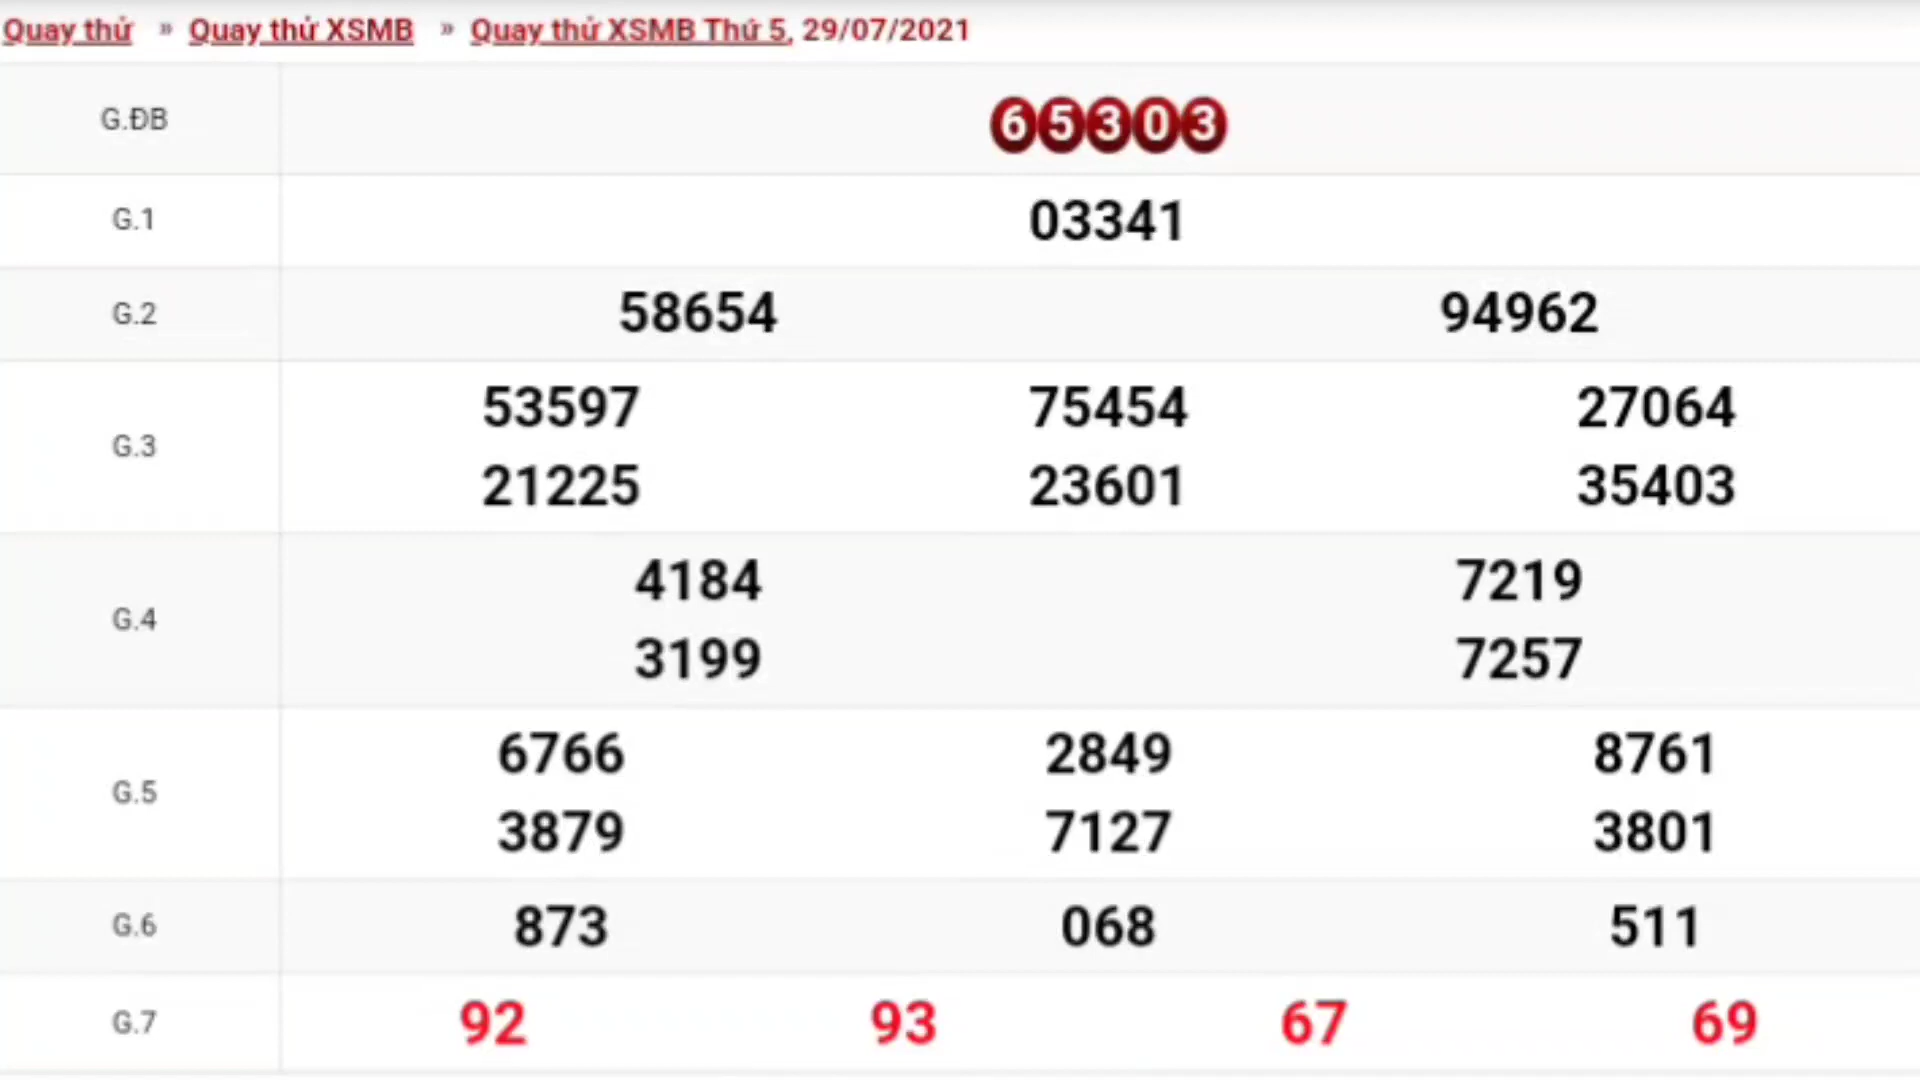 Quay thử » Quay thử XSMB » Quay thử XSMB Thứ 5, 29/07/2021
G.ĐB 65303
G.1 03341
G.2 58654 94962
G.3 53597 75454 27064
21225 23601 35403
G.4 4184 7219
3199 7257
G.5 6766 2849 8761
3879 7127 3801
G.6 873 068 511
G.7 92 93 67 69